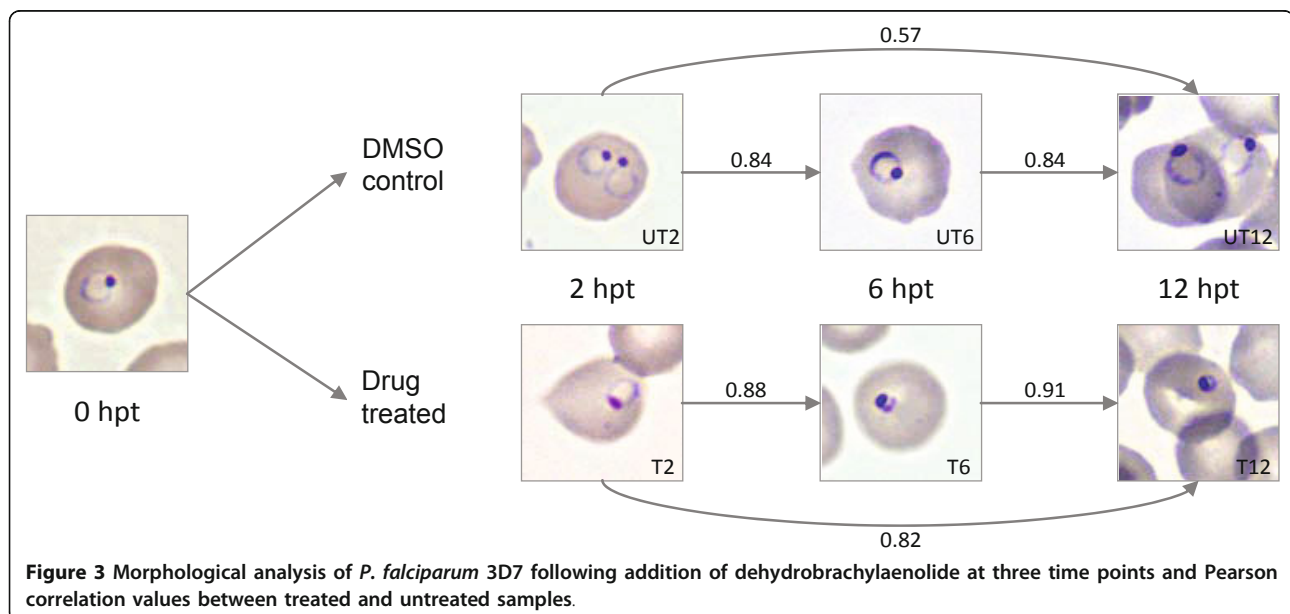 0.57
DMSO
control
0.84
0.84
UT2
UT6
UT12
2 hpt
6 hpt
12 hpt
0 hpt
Drug
treated
0.88
0.91
T2
T6
T12
0.82
Figure 3 Morphological analysis of P. falciparum 3D7 following addition of dehydrobrachylaenolide at three time points and Pearson
correlation values between treated and untreated samples.